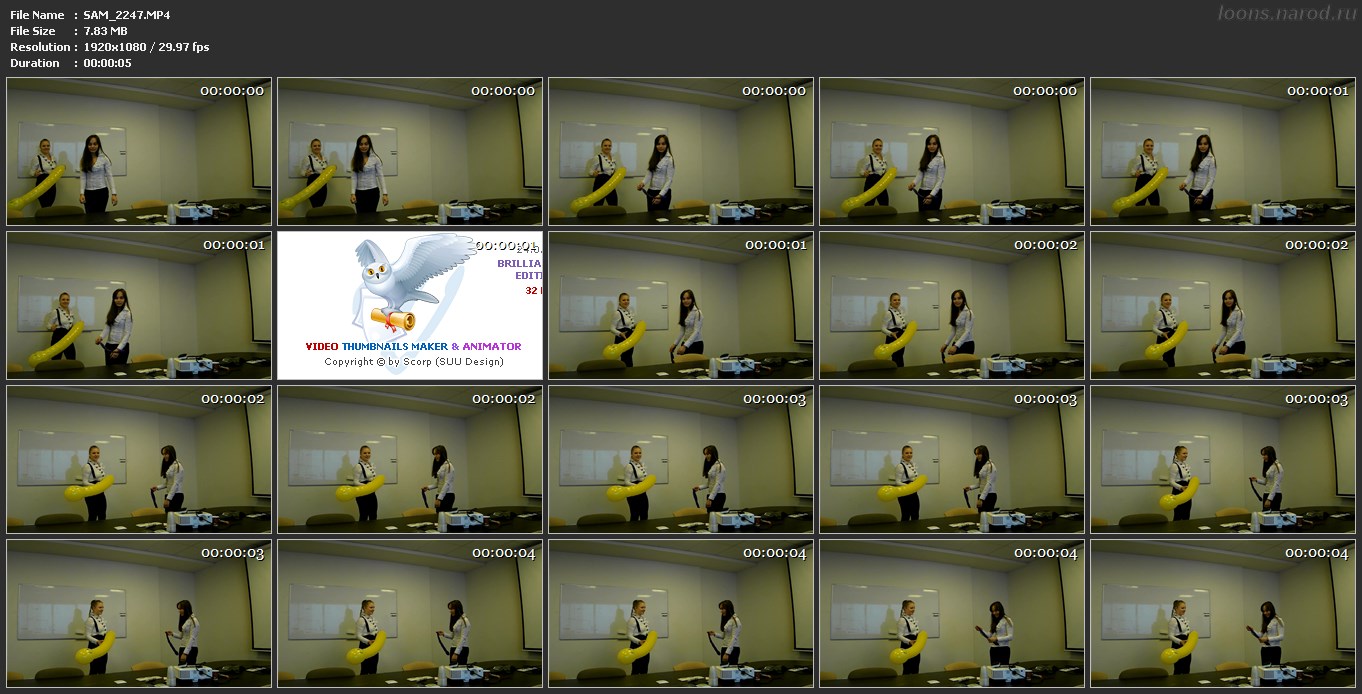 File Name : SAM_2247.MP4
loons.narod.ru
File Size : 7.83 MB
Resolution : 1920x1080 / 29.97 fps
Duration : 00:00:05
00:00:00
00:00:00
00:00:00
00:00:00
00:00:01
00:00:01
00:00:01
BRILLIA
EDITI
32
VIDEO THUMBNAILS MAKER & ANIMATOR
Copyright © by Scorp (SUU Design)
00:00:01
00:00:02
00:00:02
00:00:02
00:00:02
00:00:03
00:00:03
00:00:03
00:00:03
00:00:04
00:00:04
00:00:04
00:00:04